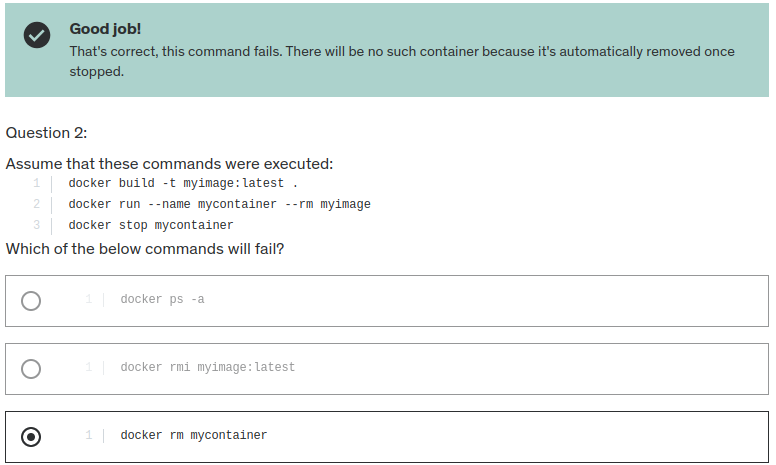 Good job!
That's correct, this command fails. There will be no such container because it's automatically removed once
stopped.
Question 2:
Assume that these commands were executed:
1 docker build -t myimage:latest .
2 docker run --name mycontainer --rm myimage
3 docker stop mycontainer
Which of the below commands will fail?
1 docker ps -a
1 docker rmi myimage:latest
1 docker rm mycontainer